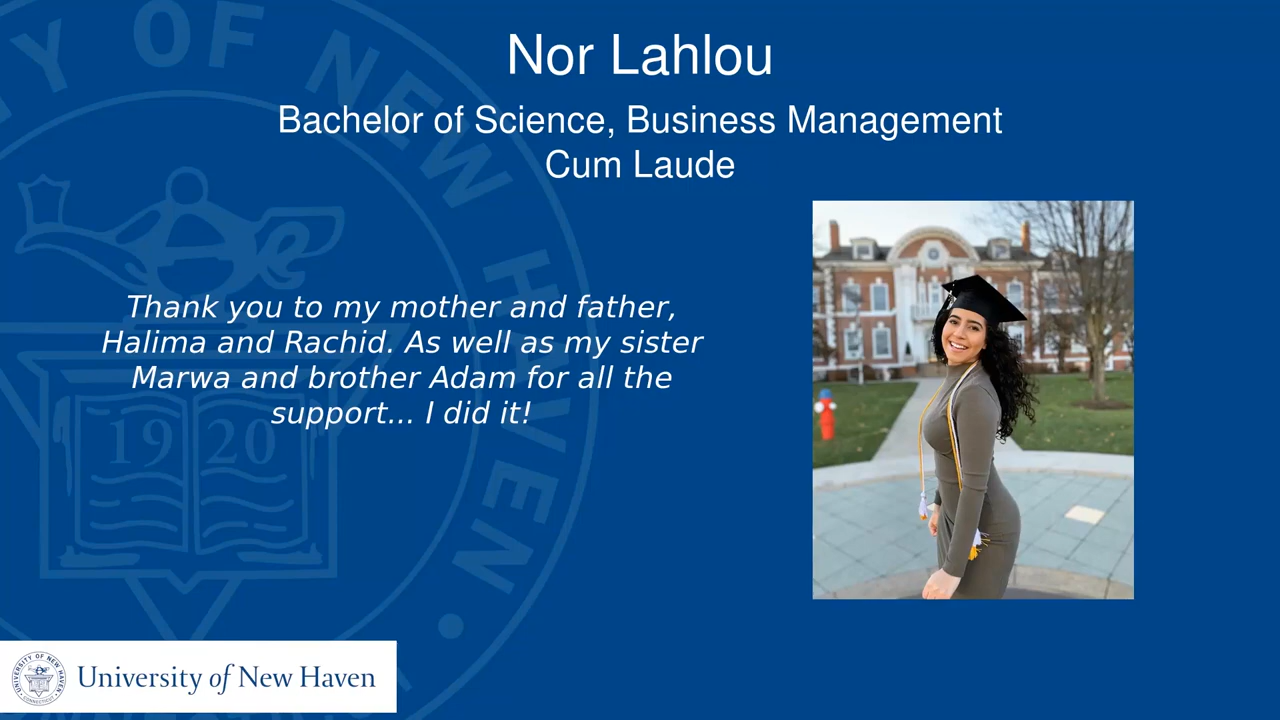 Nor Lahlou
Bachelor of Science, Business Management
Cum Laude
Thank you to my mother and father,
Halima and Rachid. As well as my sister
Marwa and brother Adam for all the
support... I did it!
19 20
University of New Haven